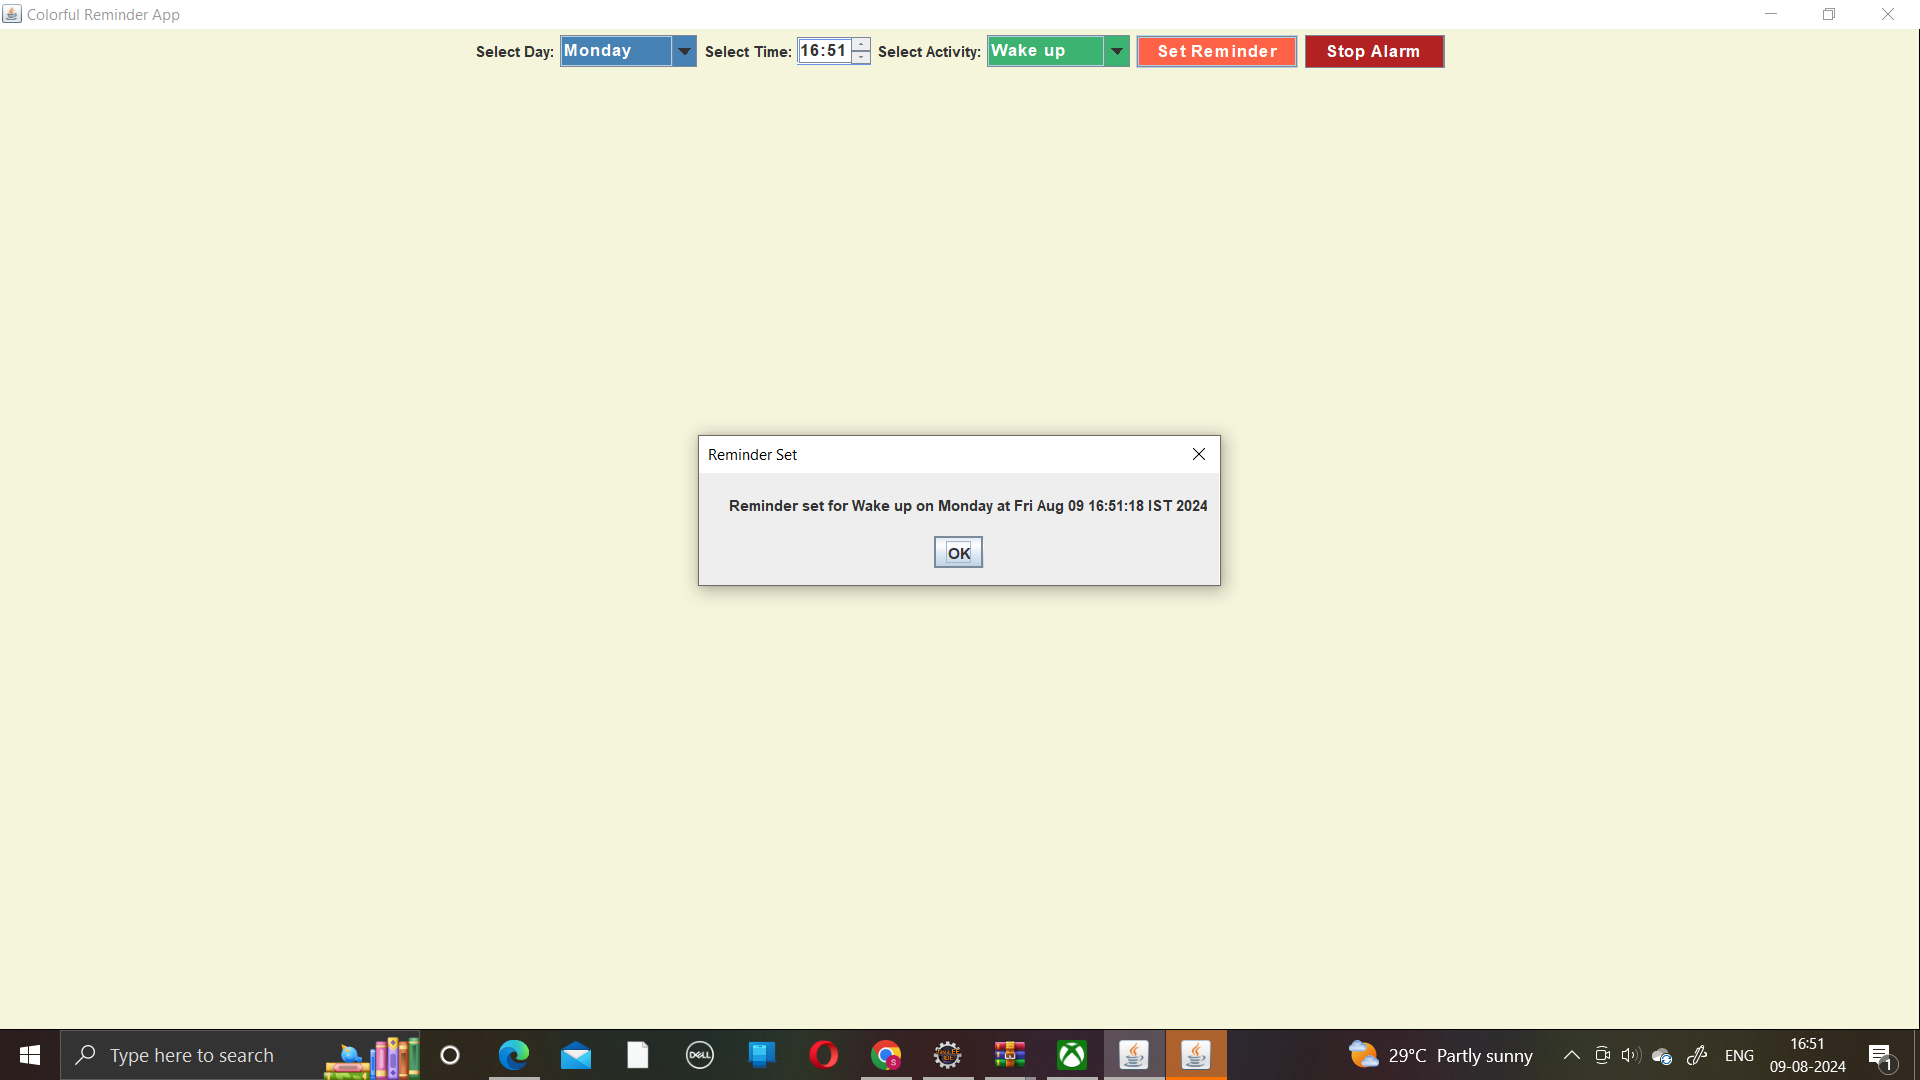 Colorful Reminder App
Select Day: Monday Select Time: 16:51 Select Activity: Wake up Set Reminder Stop Alarm
Reminder Set
Reminder set for Wake up on Monday at Fri Aug 09 16:51:18 IST 2024
OK
Type here to search
DELL
S
29°C Partly sunny
ENG
16:51
09-08-2024
1